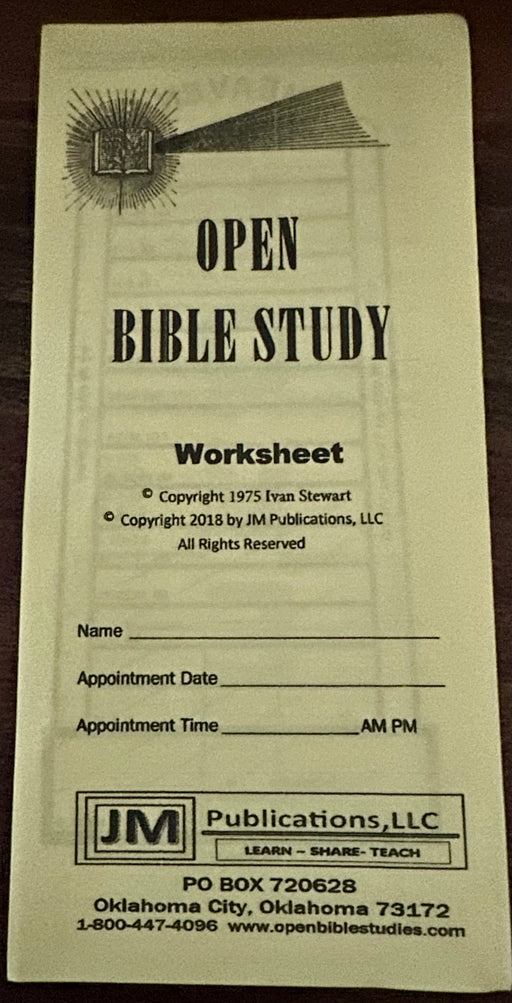 OPEN
BIBLE STUDY
Worksheet
© Copyright 1975 Ivan Stewart
© Copyright 2018 by JM Publications, LLC
All Rights Reserved
Name
Appointment Date
Appointment Time AM PM
JM Publications,LLC
LEARN – SHARE- TEACH
PO BOX 720628
Oklahoma City, Oklahoma 73172
1-800-447-4096 www.openbiblestudies.com